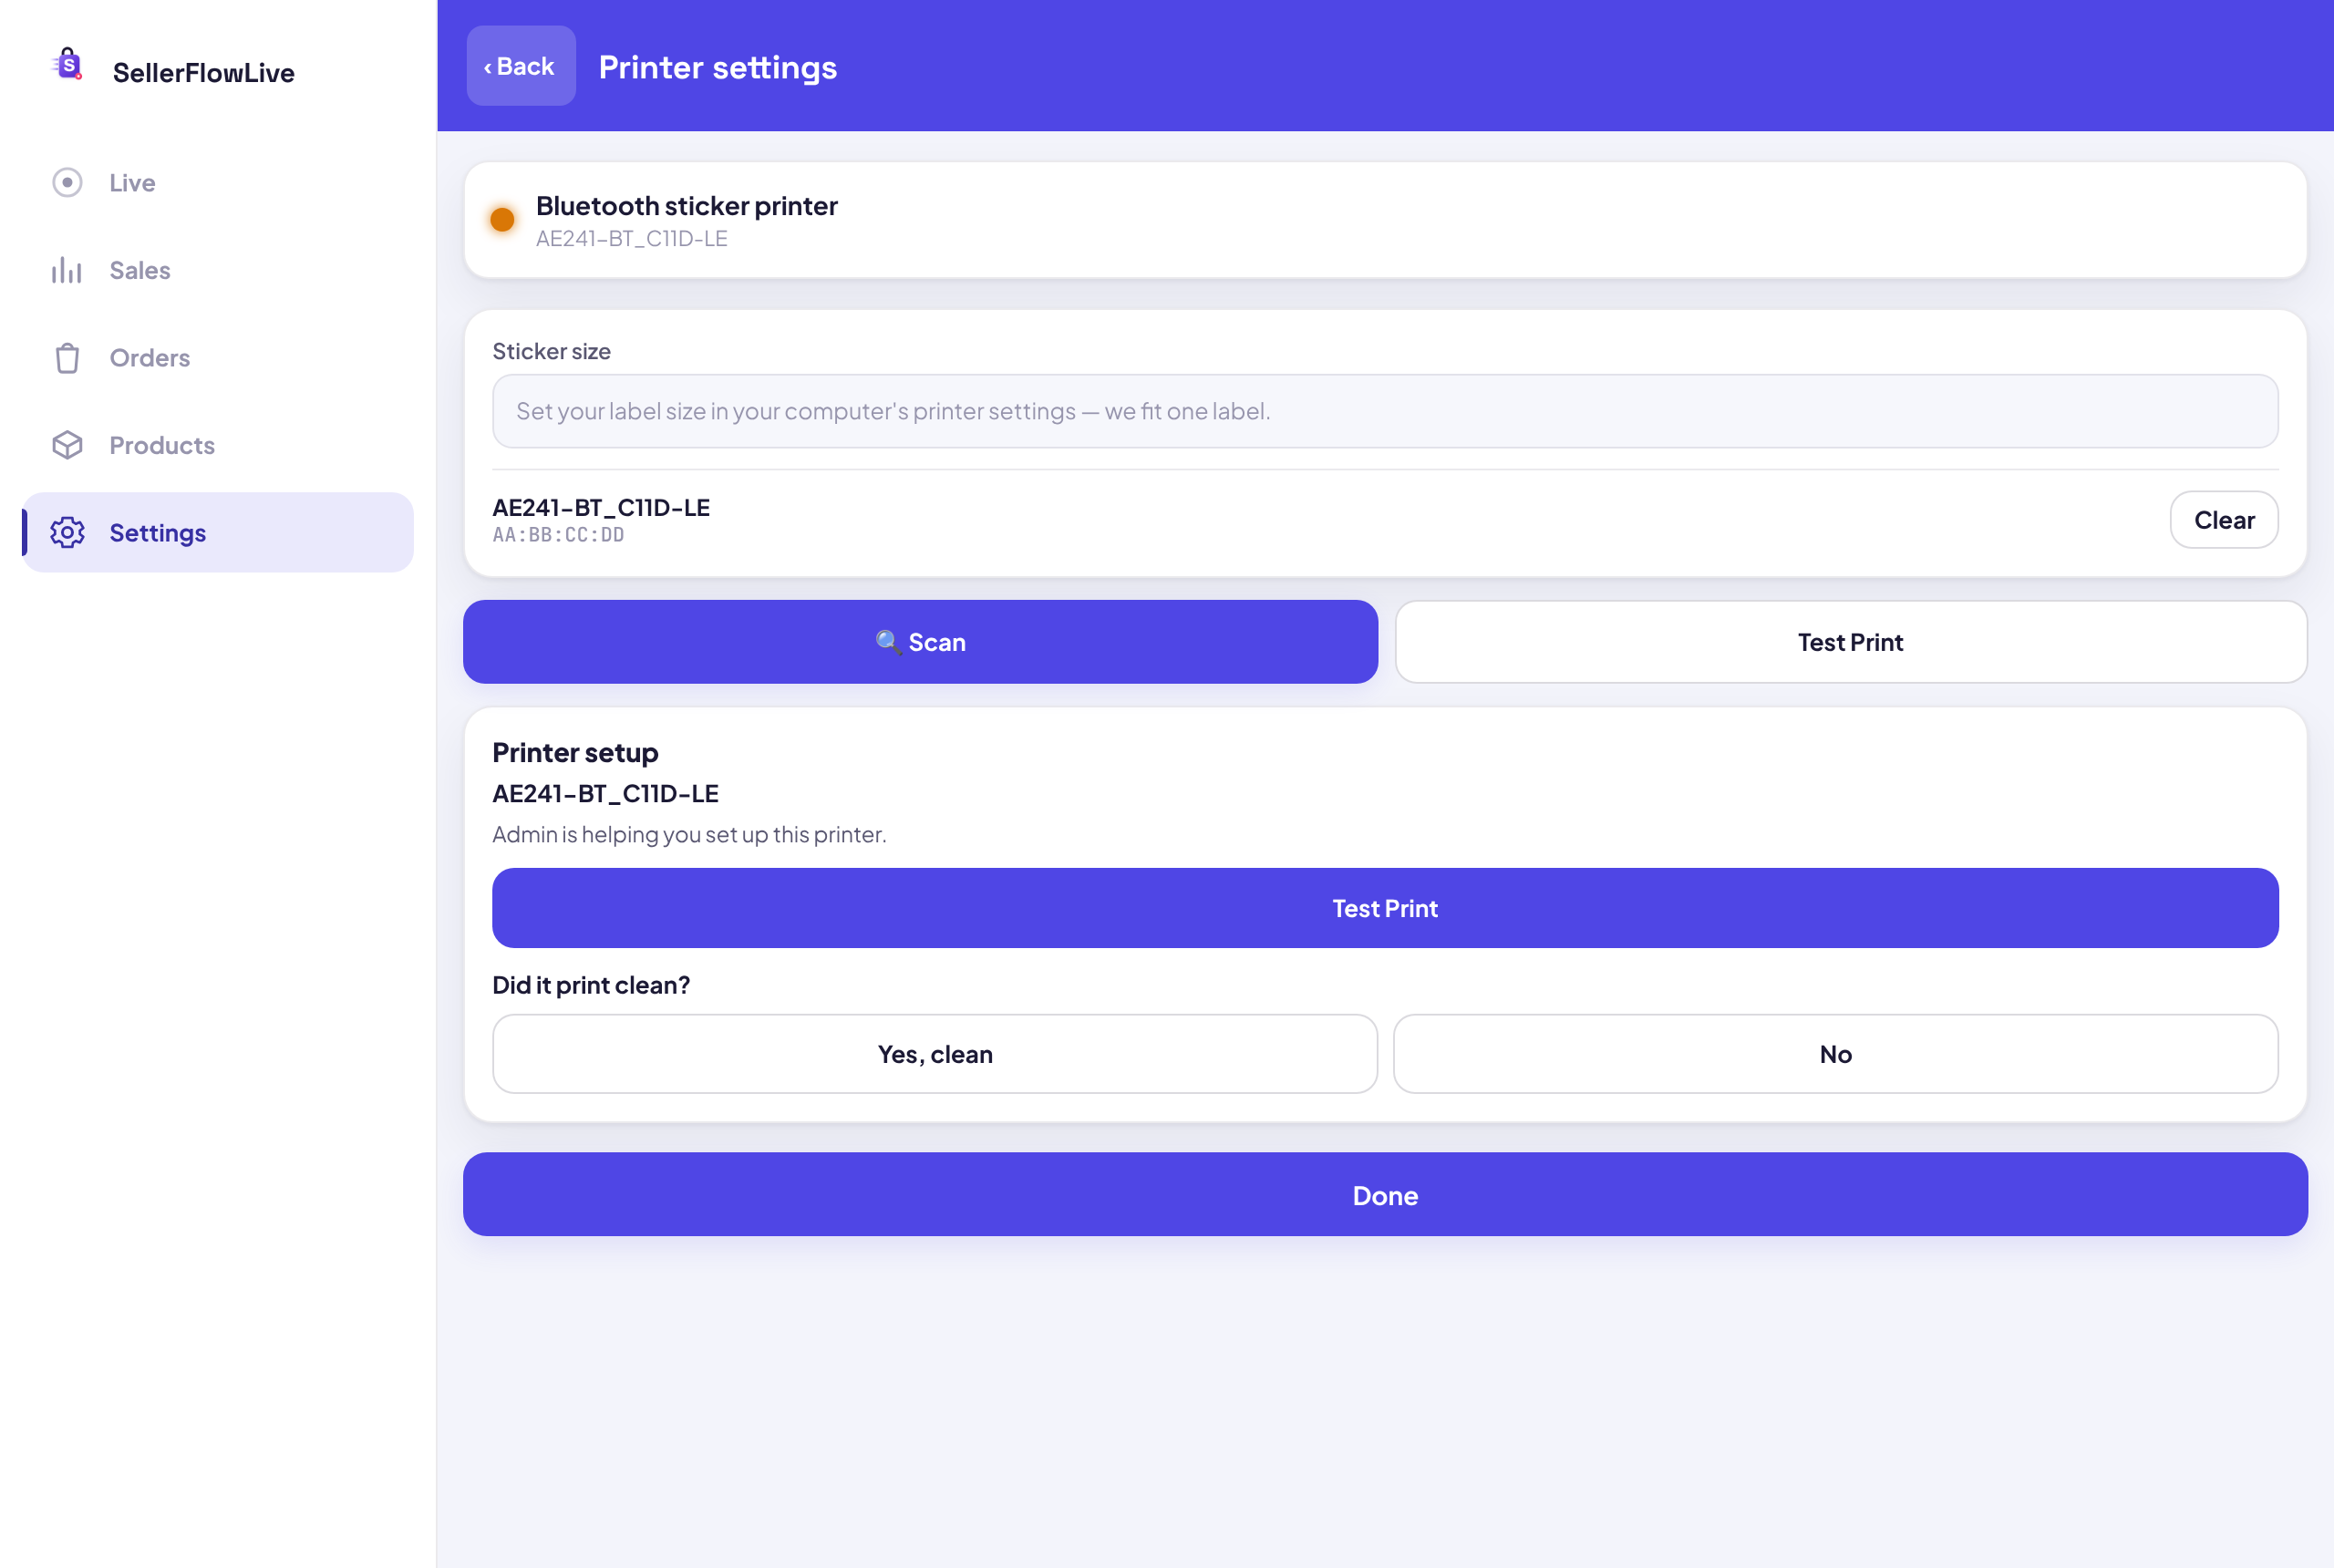 SellerFlowLive
Live
Sales
Orders
Products
Settings
‹ Back
Printer settings
Bluetooth sticker printer
AE241-BT_C11D-LE
Sticker size
Set your label size in your computer's printer settings — we fit one label.
AE241-BT_C11D-LE
AA:BB:CC:DD
Clear
🔍 Scan
Test Print
Printer setup
AE241-BT_C11D-LE
Admin is helping you set up this printer.
Test Print
Did it print clean?
Yes, clean
No
Done